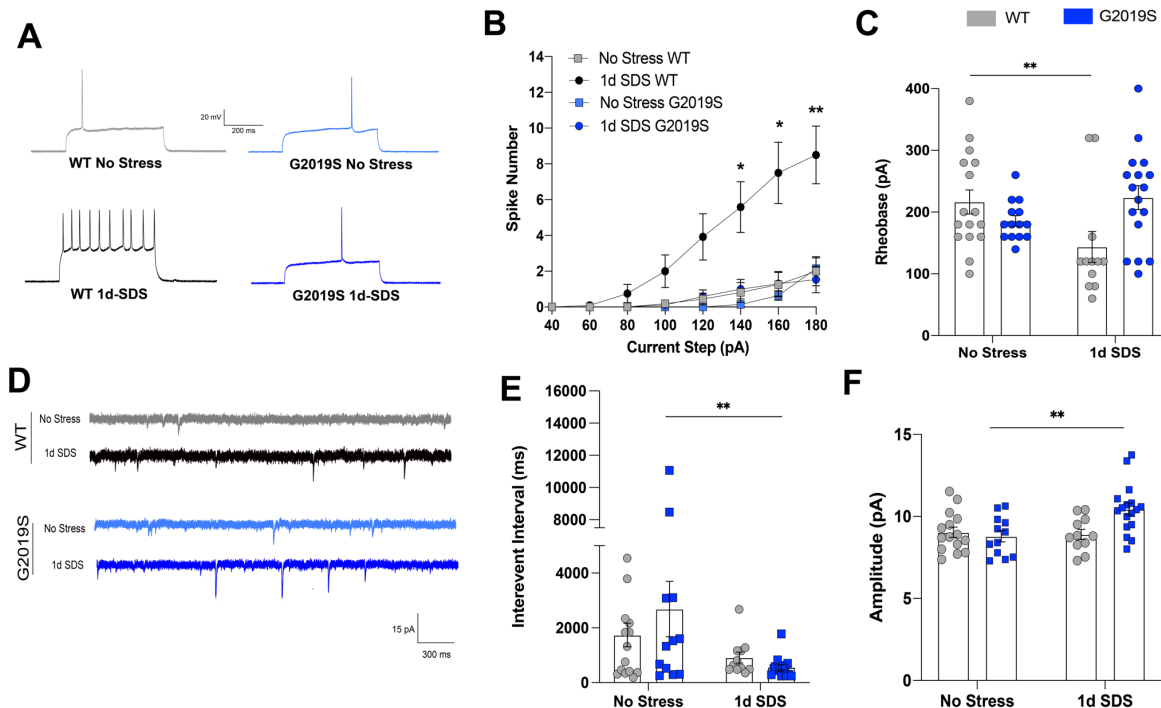 A
20 mV
200 ms
WT No Stress
G2019S No Stress
WT 1d-SDS
G2019S 1d-SDS
B
No Stress WT
1d SDS WT
No Stress G2019S
1d SDS G2019S
14
12
10
8
6
4
2
0
Spike Number
*
*
**
40 60 80 100 120 140 160 180
Current Step (pA)
WT G2019S
C
**
400
300
200
100
0
Rheobase (pA)
No Stress 1d SDS
D
WT
No Stress
1d SDS
G2019S
No Stress
1d SDS
15 pA
300 ms
E
16000
14000
12000
10000
8000
6000
4000
2000
0
Interevent Interval (ms)
**
No Stress 1d SDS
F
**
15
10
5
0
Amplitude (pA)
No Stress 1d SDS